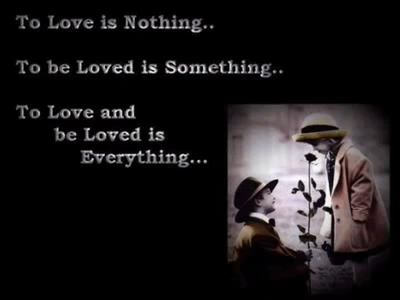 To Love is Nothing..
To be Loved is Something..
To Love and
be Loved is
Everything...